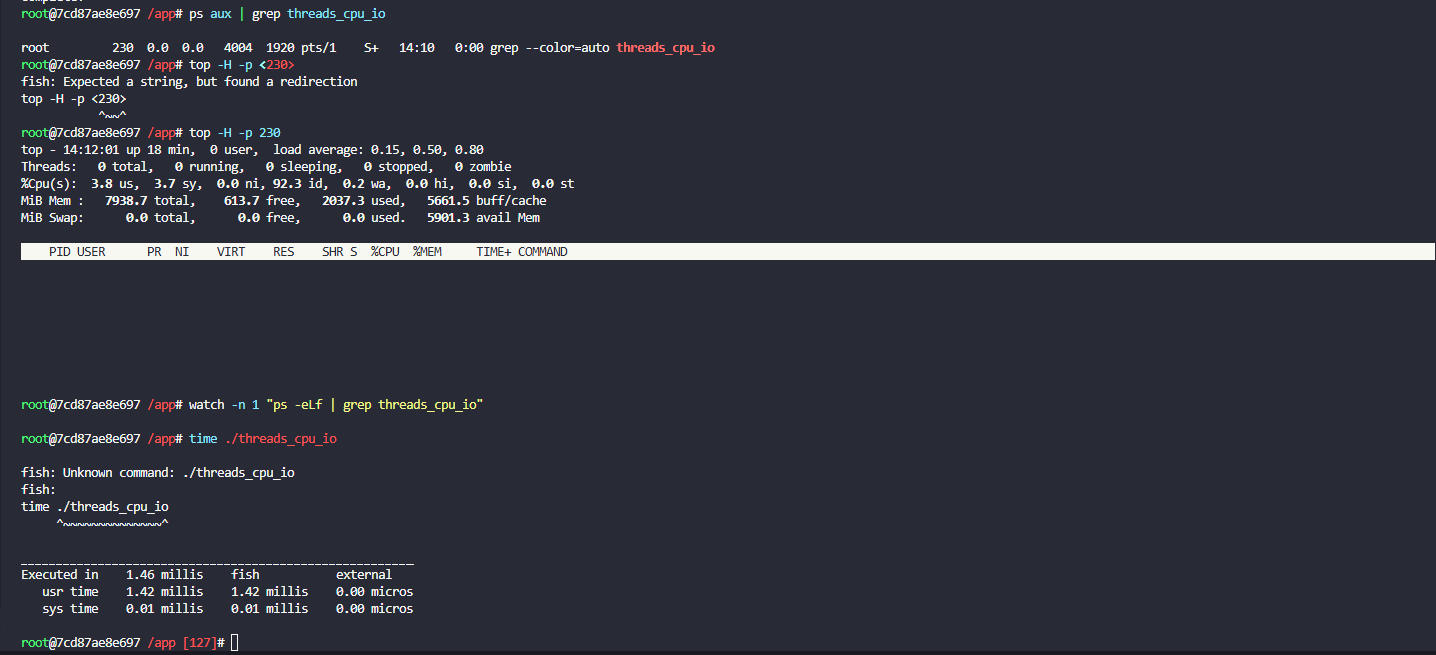 root@7cd87ae8e697 /app# ps aux | grep threads_cpu_io
root 230 0.0 0.0 4004 1920 pts/1 S+ 14:10 0:00 grep --color=auto threads_cpu_io
root@7cd87ae8e697 /app# top -H -p <230>
fish: Expected a string, but found a redirection
top -H -p <230>
^~~^
root@7cd87ae8e697 /app# top -H -p 230
top - 14:12:01 up 18 min, 0 user, load average: 0.15, 0.50, 0.80
Threads: 0 total, 0 running, 0 sleeping, 0 stopped, 0 zombie
%Cpu(s): 3.8 us, 3.7 sy, 0.0 ni, 92.3 id, 0.2 wa, 0.0 hi, 0.0 si, 0.0 st
MiB Mem : 7938.7 total, 613.7 free, 2037.3 used, 5661.5 buff/cache
MiB Swap: 0.0 total, 0.0 free, 0.0 used. 5901.3 avail Mem
PID USER PR NI VIRT RES SHR S %CPU %MEM TIME+ COMMAND
root@7cd87ae8e697 /app# watch -n 1 "ps -eLf | grep threads_cpu_io"
root@7cd87ae8e697 /app# time ./threads_cpu_io
fish: Unknown command: ./threads_cpu_io
fish:
time ./threads_cpu_io
^~~~~~~~~~~~~~~^
________________________________________________________
Executed in 1.46 millis fish external
usr time 1.42 millis 1.42 millis 0.00 micros
sys time 0.01 millis 0.01 millis 0.00 micros
root@7cd87ae8e697 /app [127]#